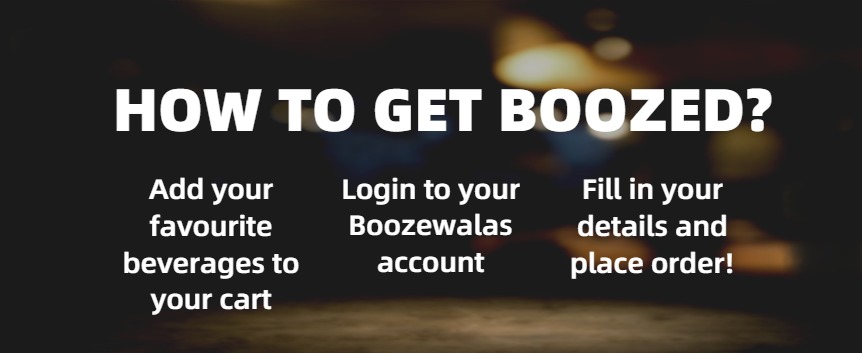 HOW TO GET BOOZED?
Add your
favourite
beverages to
your cart
Login to your
Boozewalas
account
Fill in your
details and
place order!